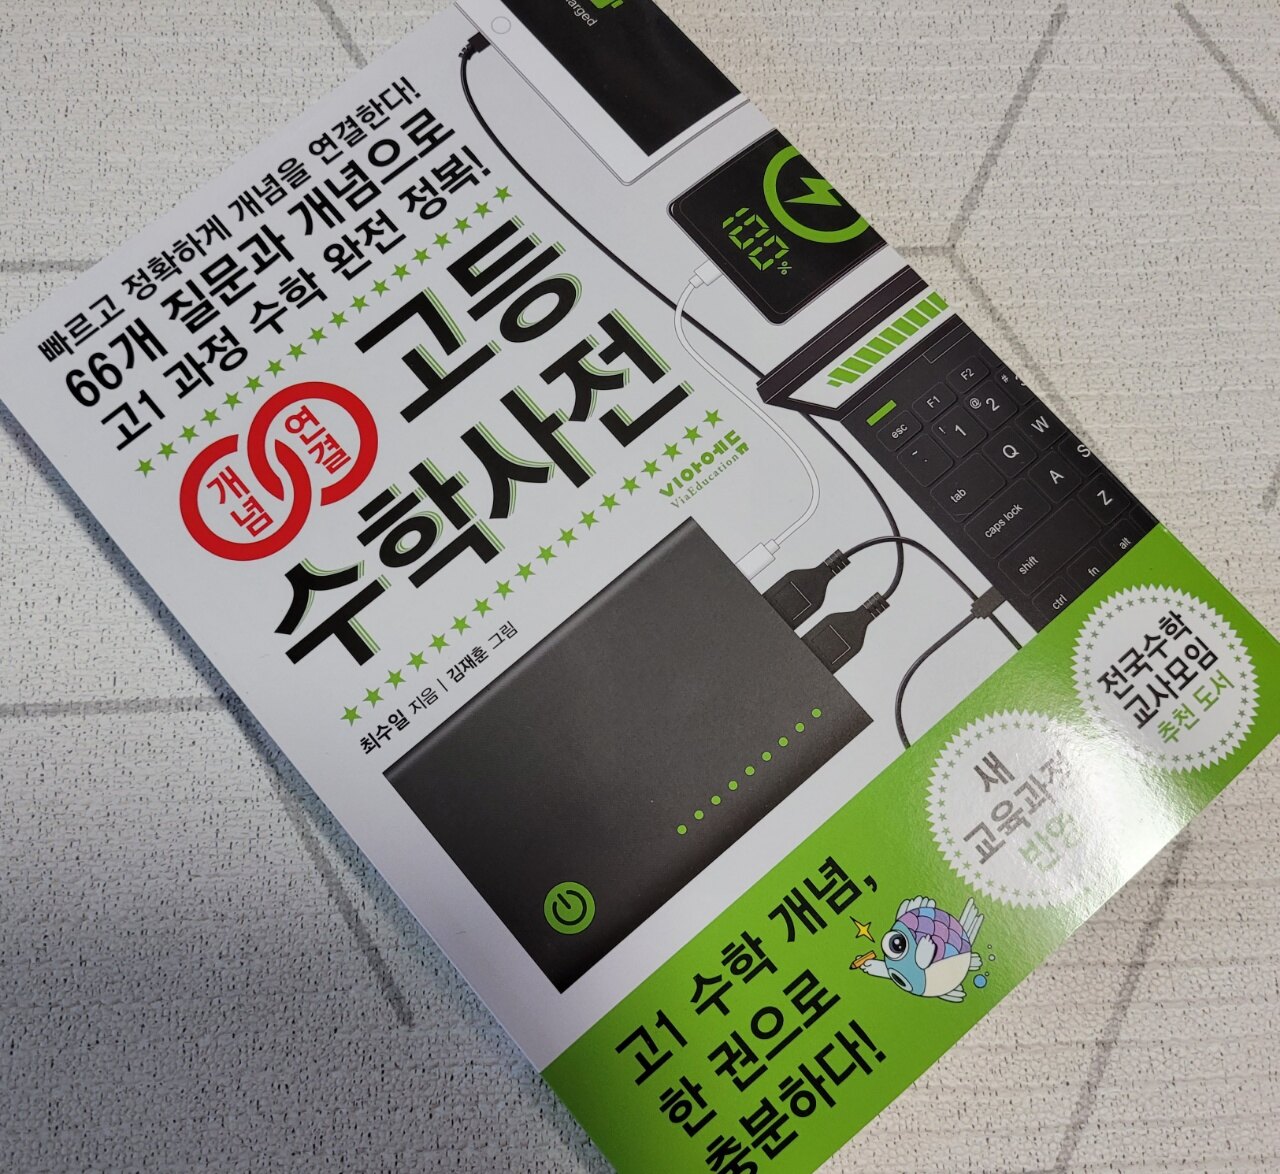 빠르고 정확하게 개념을 연결한다!
66개 질문과 개념으로
고1 과정 수학 완전 정복!
개념
연결
고등
수학사전
비아에듀
ViaEducation
최수일 지음 | 김재훈 그림
100%
esc
F1
F2
!
1
@
2
#
tab
Q
W
caps lock
A
S
shift
Z
ctrl
fn
alt
전국수학
교사모임
추천 도서
새
교육과정
반영
고1 수학 개념,
한 권으로
충분하다!